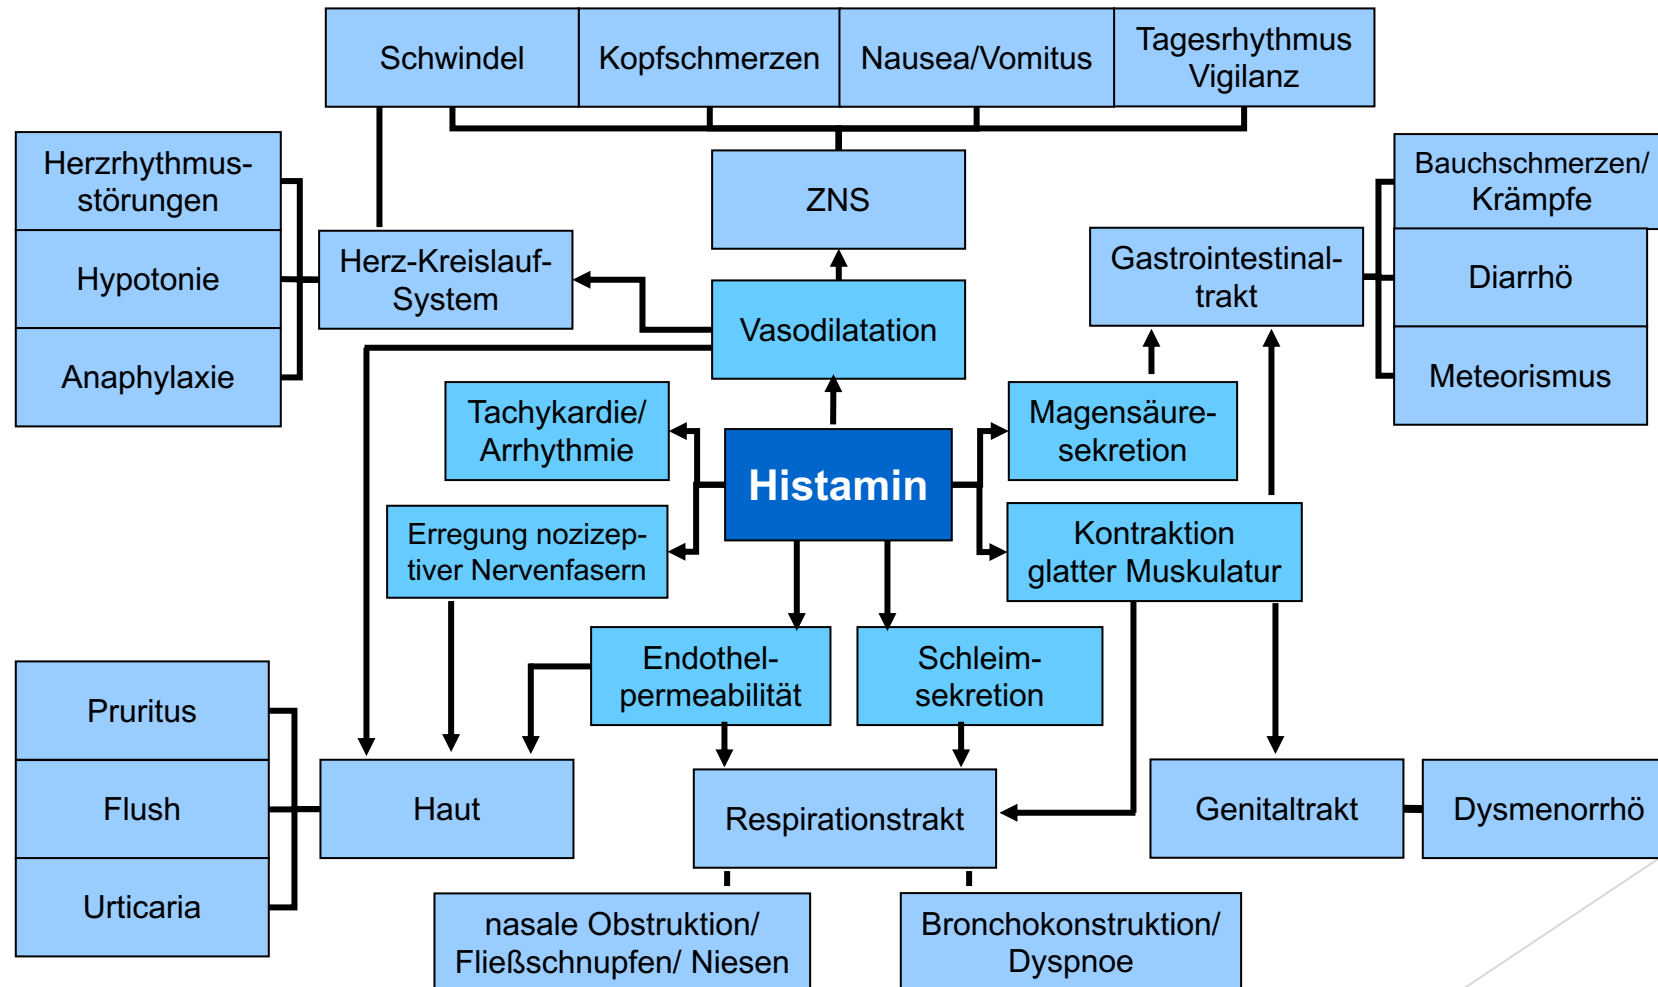 Schwindel
Kopfschmerzen
Nausea/Vomitus
Tagesrhythmus
Vigilanz
Herzrhythmus-
störungen
Hypotonie
Anaphylaxie
Herz-Kreislauf-
System
ZNS
Vasodilatation
Gastrointestinal-
trakt
Bauchschmerzen/
Krämpfe
Diarrhö
Meteorismus
Tachykardie/
Arrhythmie
Histamin
Magensäure-
sekretion
Erregung nozizep-
tiver Nervenfasern
Kontraktion
glatter Muskulatur
Endothel-
permeabilität
Schleim-
sekretion
Pruritus
Flush
Urticaria
Haut
Respirationstrakt
Genitaltrakt
Dysmenorrhö
nasale Obstruktion/
Fließschnupfen/ Niesen
Bronchokonstruktion/
Dyspnoe